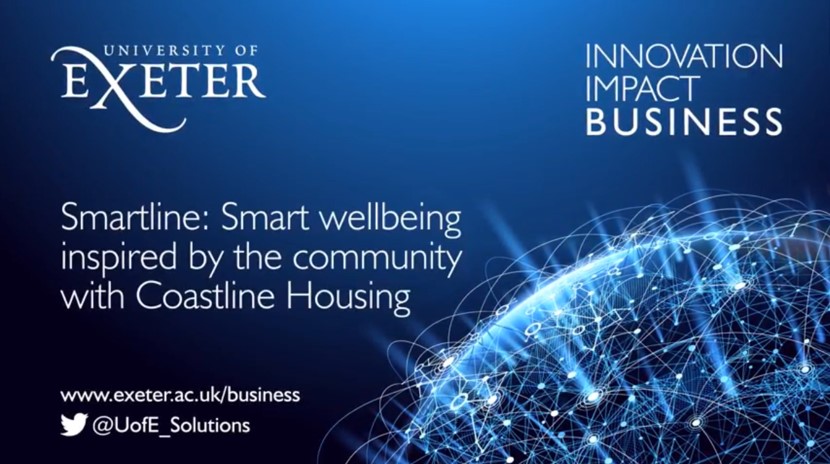 UNIVERSITY OF
EXETER
INNOVATION
IMPACT
BUSINESS
Smartline: Smart wellbeing
inspired by the community
with Coastline Housing
www.exeter.ac.uk/business
@UofE_Solutions